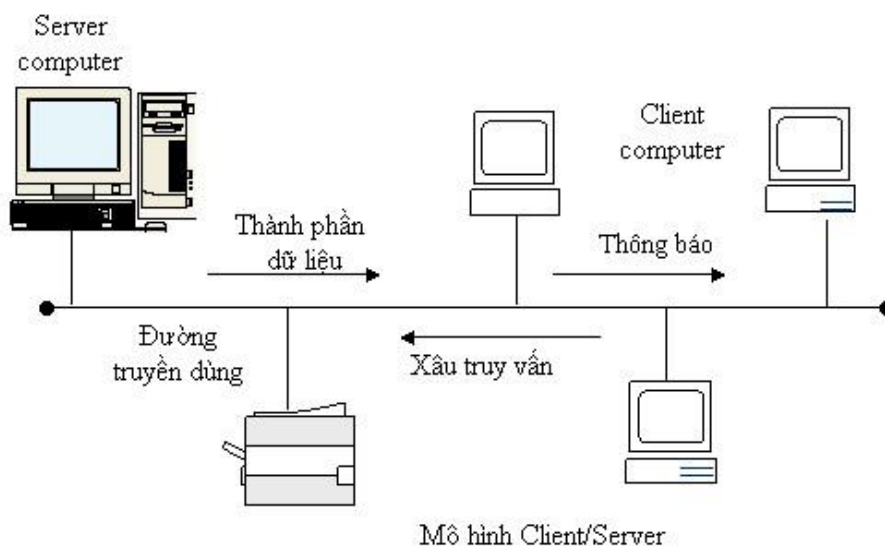 Server
computer
Client
computer
Thành phần
dữ liệu
Thông báo
Đường
truyền dùng
Xâu truy vấn
Mô hình Client/Server